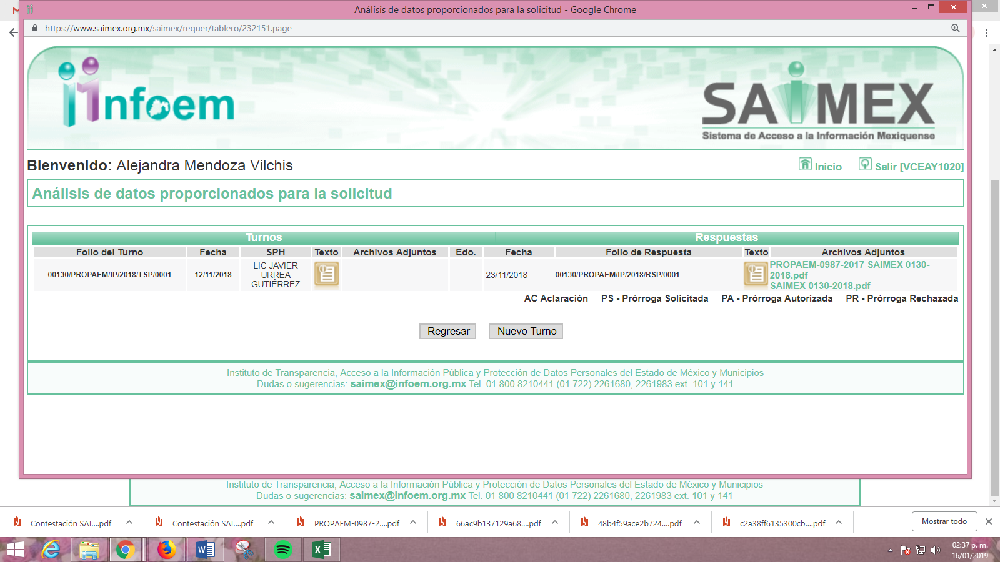 Análisis de datos proporcionados para la solicitud - Google Chrome
https://www.saimex.org.mx/saimex/requer/tablero/232151.page
infoem
SAIMEX
Sistema de Acceso a la Información Mexiquense
Bienvenido: Alejandra Mendoza Vilchis
Inicio Salir [VCEAY1020]
Análisis de datos proporcionados para la solicitud
Turnos Respuestas
Folio del Turno Fecha SPH Texto Archivos Adjuntos Edo. Fecha Folio de Respuesta Texto Archivos Adjuntos
00130/PROPAEM/IP/2018/TSP/0001 12/11/2018 LIC JAVIER
URREA
GUTIÉRREZ
23/11/2018 00130/PROPAEM/IP/2018/RSP/0001
PROPAEM-0987-2017 SAIMEX 0130-
2018.pdf
SAIMEX 0130-2018.pdf
AC Aclaración PS - Prórroga Solicitada PA - Prórroga Autorizada PR - Prórroga Rechazada
Regresar Nuevo Turno
Instituto de Transparencia, Acceso a la Información Pública y Protección de Datos Personales del Estado de México y Municipios
Dudas o sugerencias: saimex@infoem.org.mx Tel. 01 800 8210441 (01 722) 2261680, 2261983 ext. 101 y 141
Instituto de Transparencia, Acceso a la Información Pública y Protección de Datos Personales del Estado de México y Municipios
Dudas o sugerencias: saimex@infoem.org.mx Tel. 01 800 8210441 (01 722) 2261680, 2261983 ext. 101 y 141
Contestación SAI....pdf Contestación SAI....pdf PROPAEM-0987-2....pdf 66ac9b137129a68....pdf 48b4f59ace2b724....pdf c2a38ff6135300cb....pdf Mostrar todo
02:37 p. m.
16/01/2019